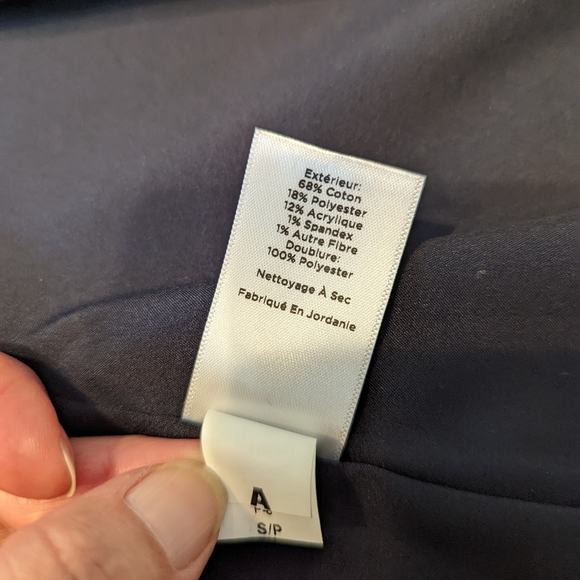 Extérieur:
68% Coton
18% Polyester
12% Acrylique
1% Spandex
1% Autre Fibre
Doublure:
100% Polyester
Nettoyage À Sec
Fabriqué En Jordanie
A
S/P